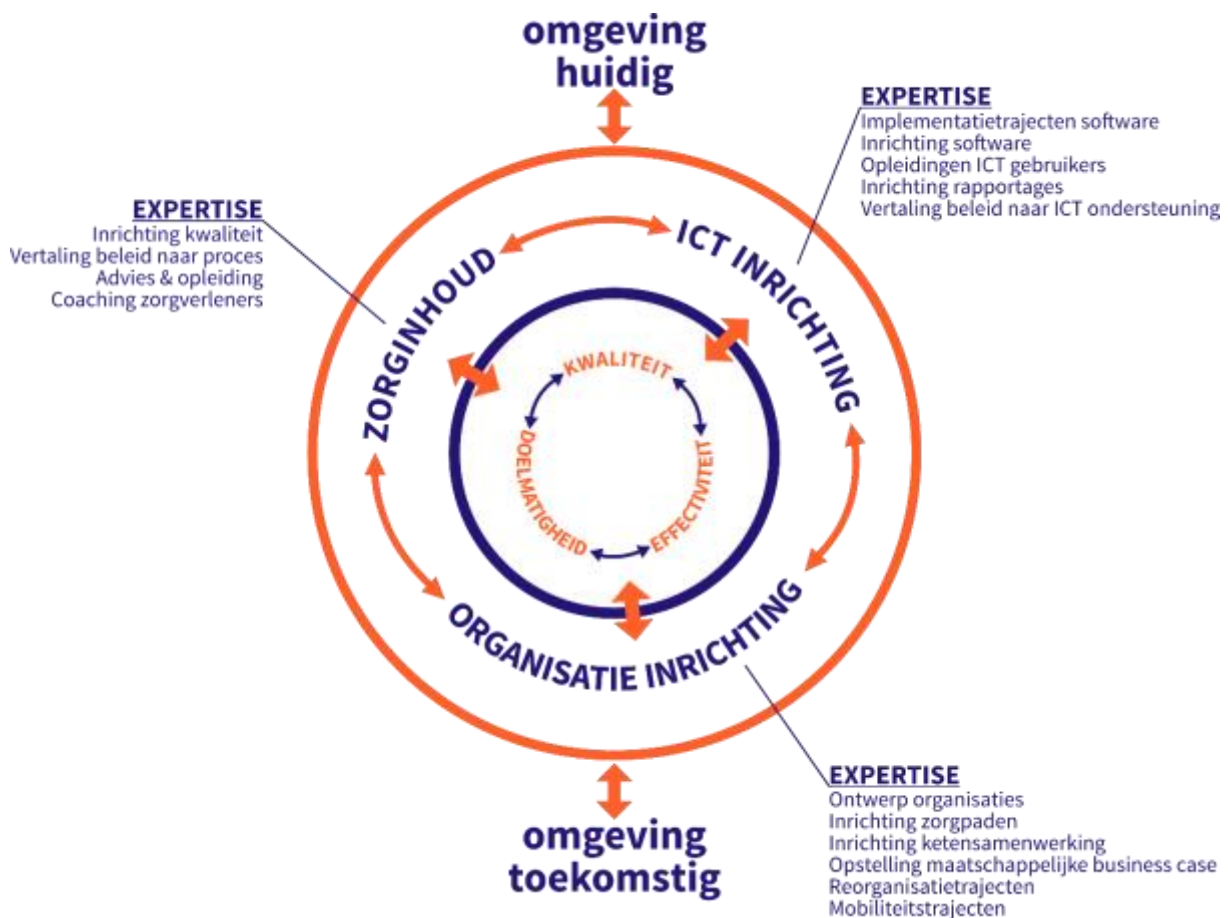 omgeving
huidig
EXPERTISE
Implementatietrajecten software
Inrichting software
Opleidingen ICT gebruikers
Inrichting rapportages
Vertaling beleid naar ICT ondersteuning
EXPERTISE
Inrichting kwaliteit
Vertaling beleid naar proces
Advies & opleiding
Coaching zorgverleners
ZORGINHOUD
ICT INRICHTING
KWALITEIT
DOELMATIGHEID
EFFECTIVITEIT
ORGANISATIE INRICHTING
EXPERTISE
Ontwerp organisaties
Inrichting zorgpaden
Inrichting ketensamenwerking
Opstelling maatschappelijke business case
Reorganisatietrajecten
Mobiliteitstrajecten
omgeving
toekomstig